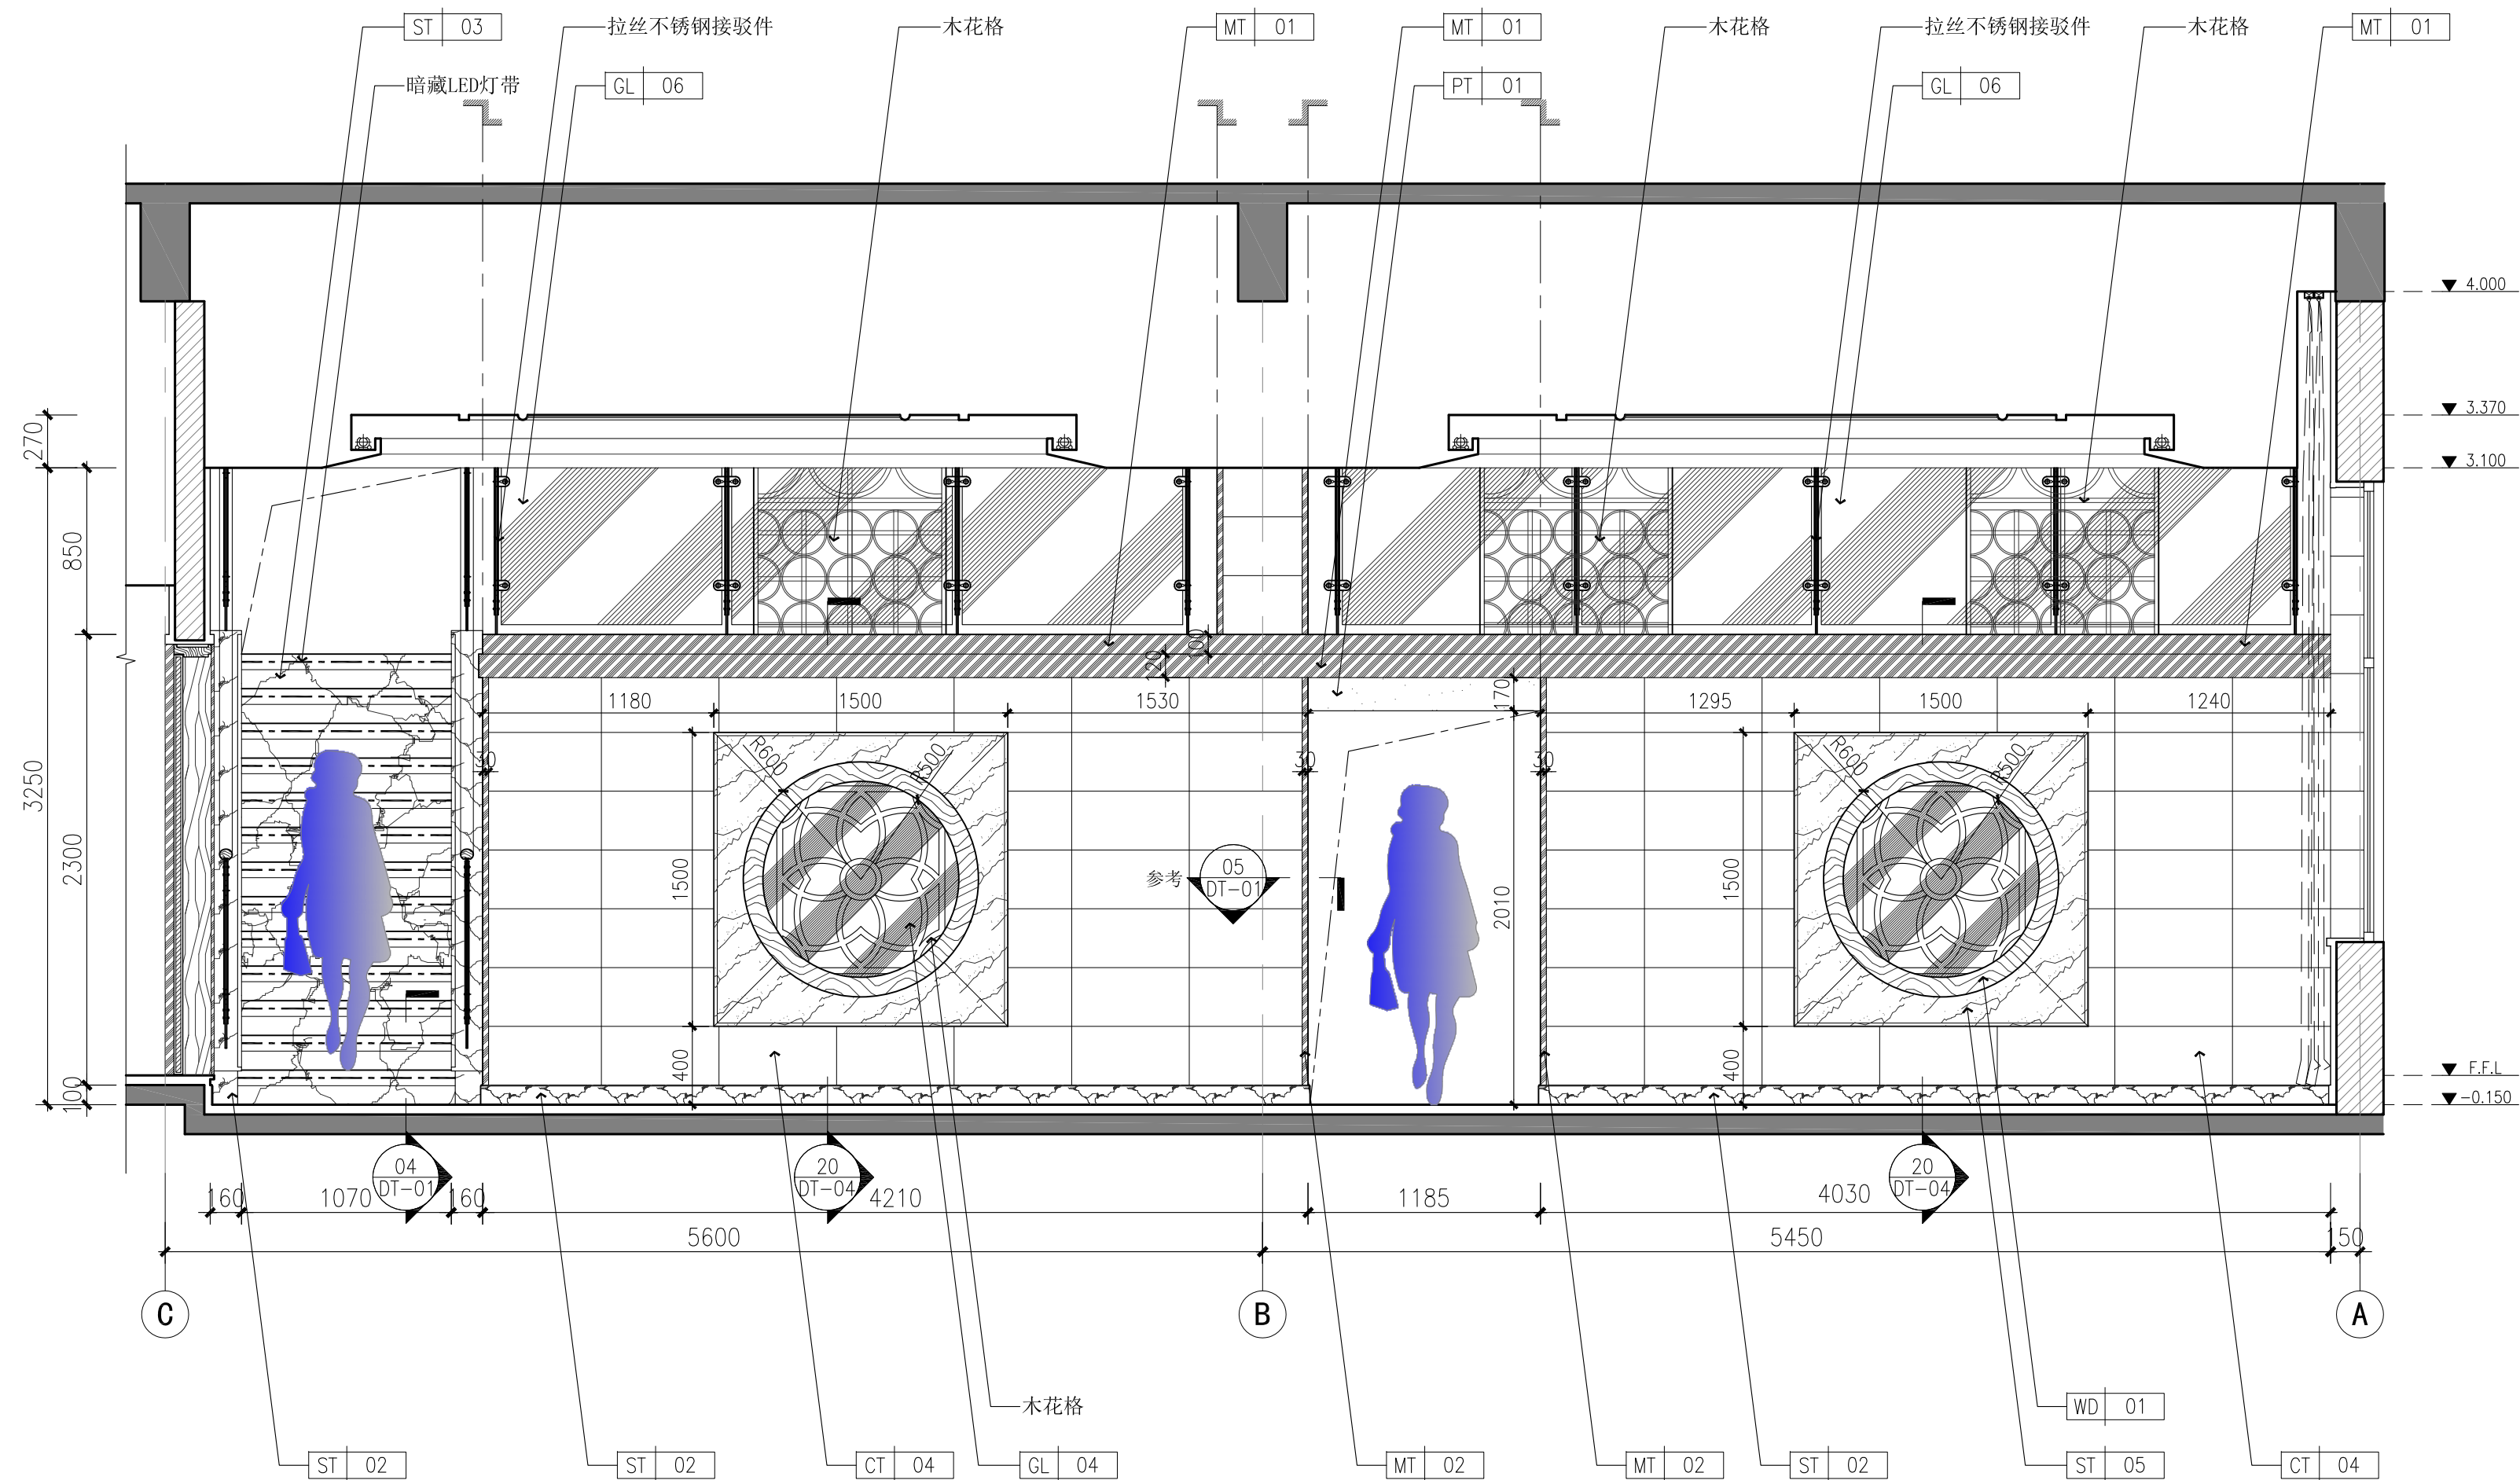 ST 03
拉丝不锈钢接驳件
木花格
MT 01
MT 01
木花格
拉丝不锈钢接驳件
木花格
MT 01
暗藏LED灯带
GL 06
PT 01
GL 06
4.000
3.370
3.100
270
850
3250
2300
100
100
120
170
1180
1500
1530
1295
1500
1240
30
30
30
R600
R500
R600
R500
1500
1500
参考
05
DT-01
2010
400
400
F.F.L
-0.150
04
DT-01
20
DT-04
20
DT-04
160
1070
160
4210
1185
4030
5600
5450
150
C
B
A
木花格
WD 01
ST 02
ST 02
CT 04
GL 04
MT 02
MT 02
ST 02
ST 05
CT 04